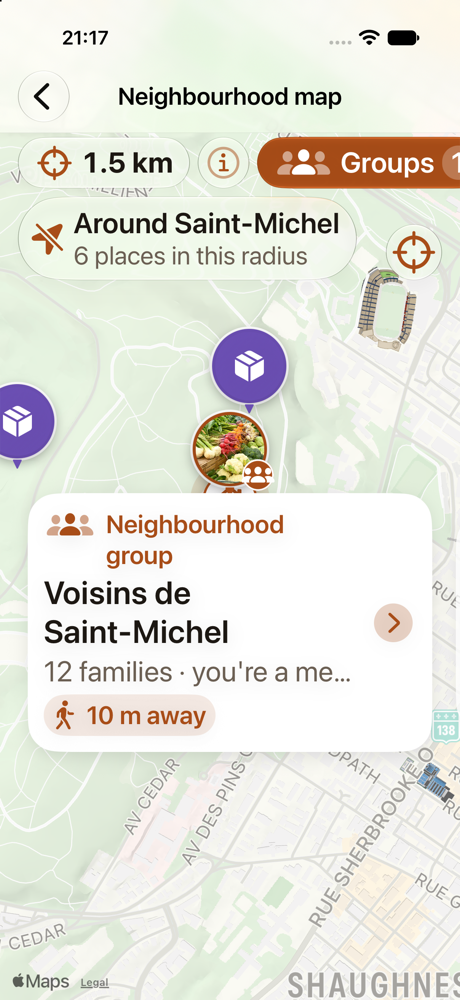 21:17
Neighbourhood map
1.5 km
Groups
Around Saint-Michel
6 places in this radius
Neighbourhood
group
Voisins de
Saint-Michel
12 families · you're a me...
10 m away
138
AV CEDAR
AV DES PINS O
RUE SHERBROOKE O
CEDAR
Maps
Legal